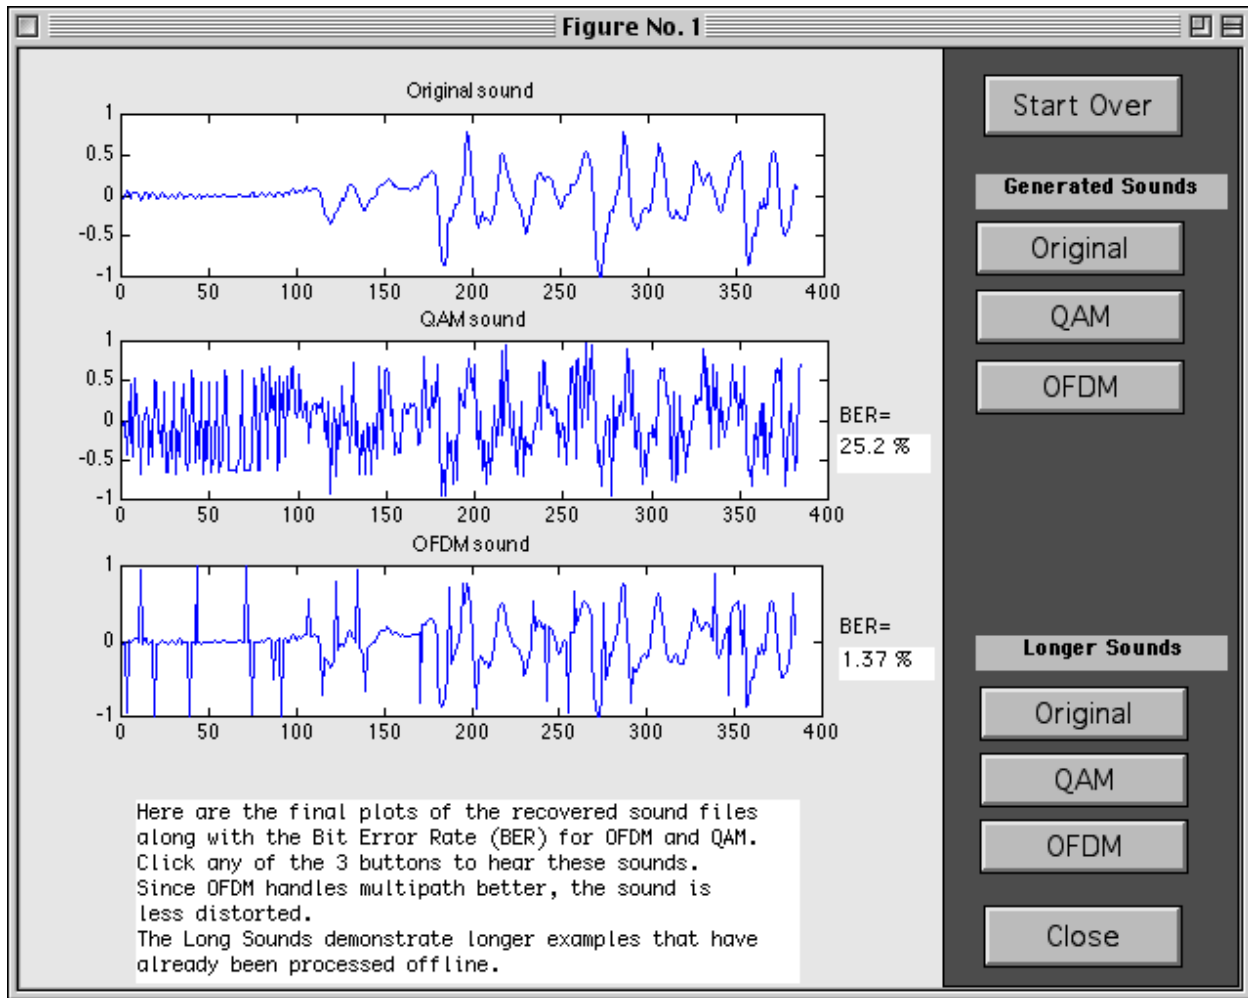 Figure No. 1
Original sound
1
0.5
0
-0.5
-1
0 50 100 150 200 250 300 350 400
QAM sound
1
0.5
0
-0.5
-1
0 50 100 150 200 250 300 350 400
BER=
25.2 %
OFDM sound
1
0
-1
0 50 100 150 200 250 300 350 400
BER=
1.37 %
Here are the final plots of the recovered sound files
along with the Bit Error Rate (BER) for OFDM and QAM.
Click any of the 3 buttons to hear these sounds.
Since OFDM handles multipath better, the sound is
less distorted.
The Long Sounds demonstrate longer examples that have
already been processed offline.
Start Over
Generated Sounds
Original
QAM
OFDM
Longer Sounds
Original
QAM
OFDM
Close